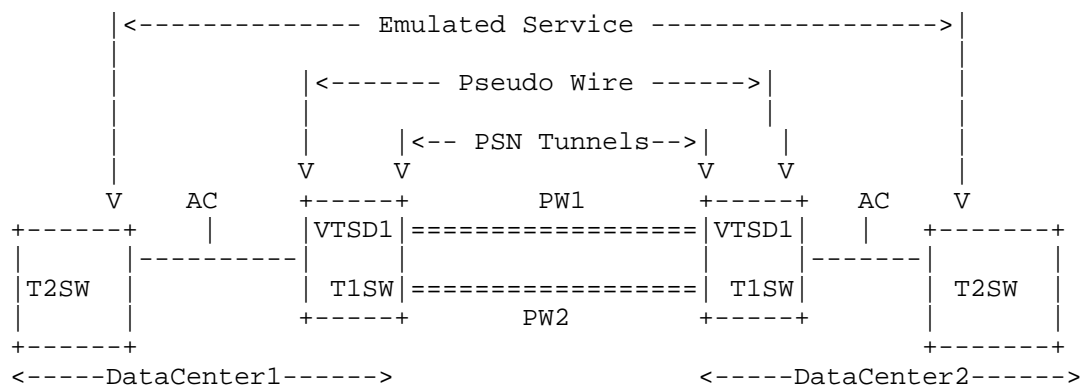 |<-------------- Emulated Service ---------------->|
|<------- Pseudo Wire ------>|
|<-- PSN Tunnels-->|
V V V V
V AC +-----+ PW1 +-----+ AC V
+------+ | |VTSD1|==================|VTSD1| | +-------+
| |----------| | | |-------| |
|T2SW | | T1SW|==================| T1SW| | T2SW |
| | +-----+ PW2 +-----+ | |
+------+ +-------+
<-----DataCenter1------> <-----DataCenter2------>